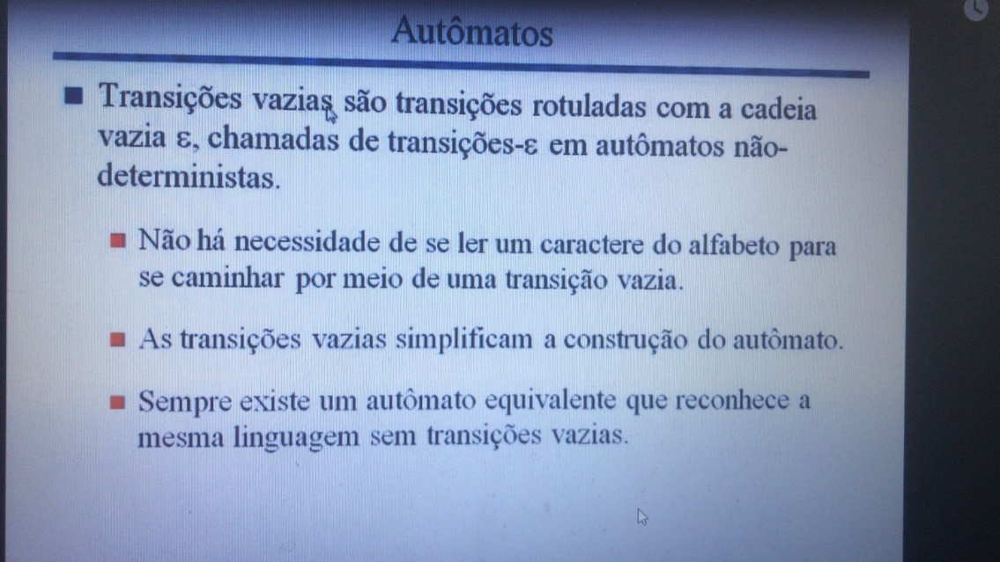 Autômatos
Transições vazias são transições rotuladas com a cadeia
vazia ε, chamadas de transições-ε em autômatos não-
deterministas.
Não há necessidade de se ler um caractere do alfabeto para
se caminhar por meio de uma transição vazia.
As transições vazias simplificam a construção do autômato.
Sempre existe um autômato equivalente que reconhece a
mesma linguagem sem transições vazias.